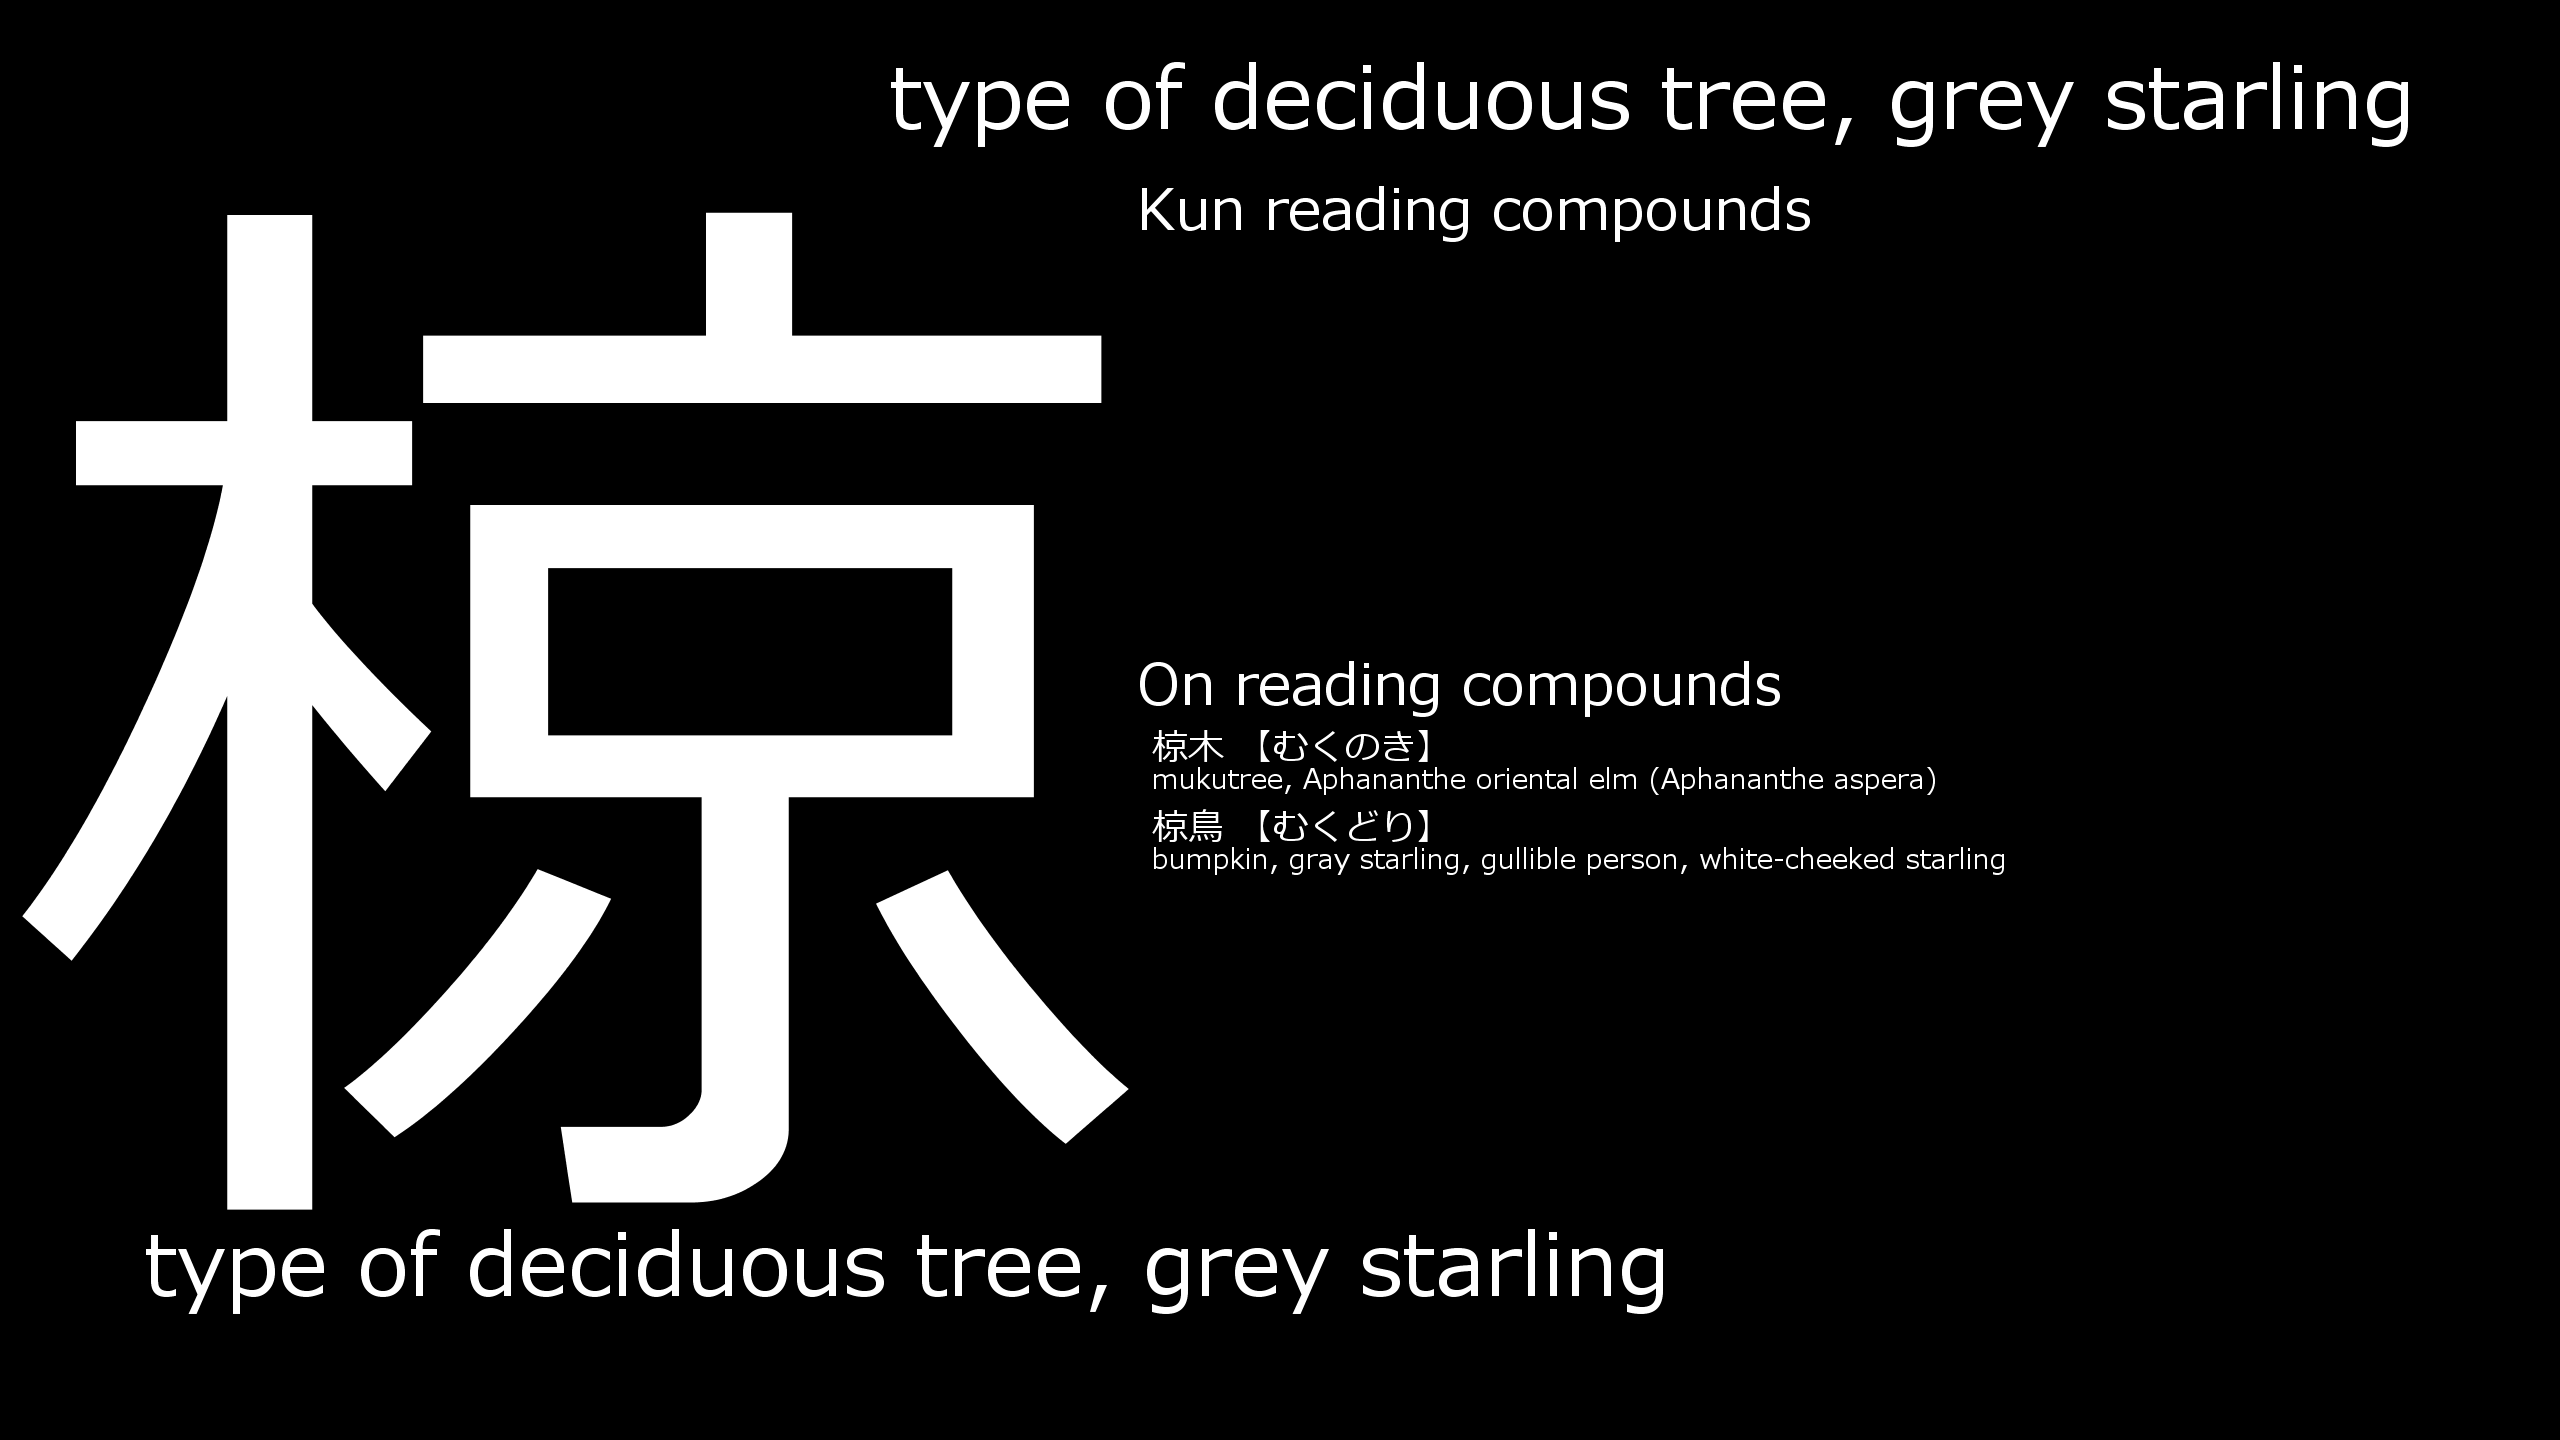 type of deciduous tree, grey starling
Kun reading compounds
椋
On reading compounds
椋木 【むくのき】
mukutree, Aphananthe oriental elm (Aphananthe aspera)
椋鳥 【むくどり】
bumpkin, gray starling, gullible person, white-cheeked starling
type of deciduous tree, grey starling